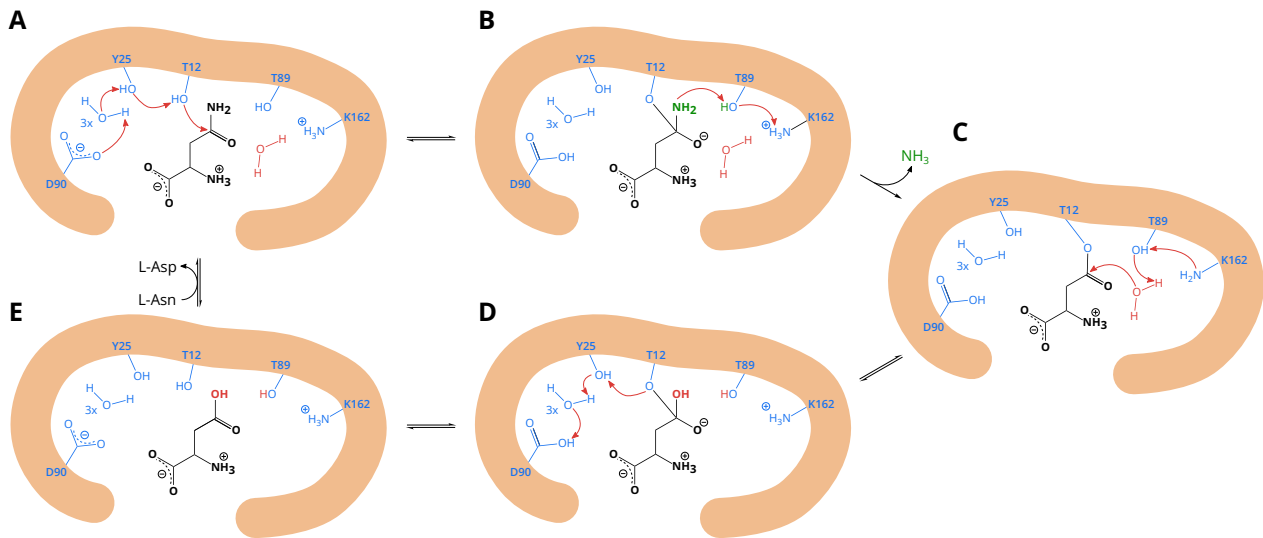 A
Y25
T12
T89
K162
D90
HO
HO
HO
H
3x
O
H
⊖
O
O
NH2
O
H
O
H
⊕
H3N
O
⊖
O
⊕
NH3
B
Y25
T12
T89
K162
D90
OH
O
NH2
HO
H
3x
O
H
O
OH
O
⊖
H
O
H
⊕
H3N
O
⊖
O
⊕
NH3
C
NH3
Y25
T12
T89
K162
D90
OH
O
OH
H
3x
O
H
O
OH
O
H
O
H
H2N
O
⊖
O
⊕
NH3
L-Asp
L-Asn
E
Y25
T12
T89
K162
D90
OH
HO
HO
H
3x
O
H
⊖
O
O
OH
O
⊕
H3N
O
⊖
O
⊕
NH3
D
Y25
T12
T89
K162
D90
OH
O
OH
HO
H
3x
O
H
O
OH
O
⊖
⊕
H3N
O
⊖
O
⊕
NH3